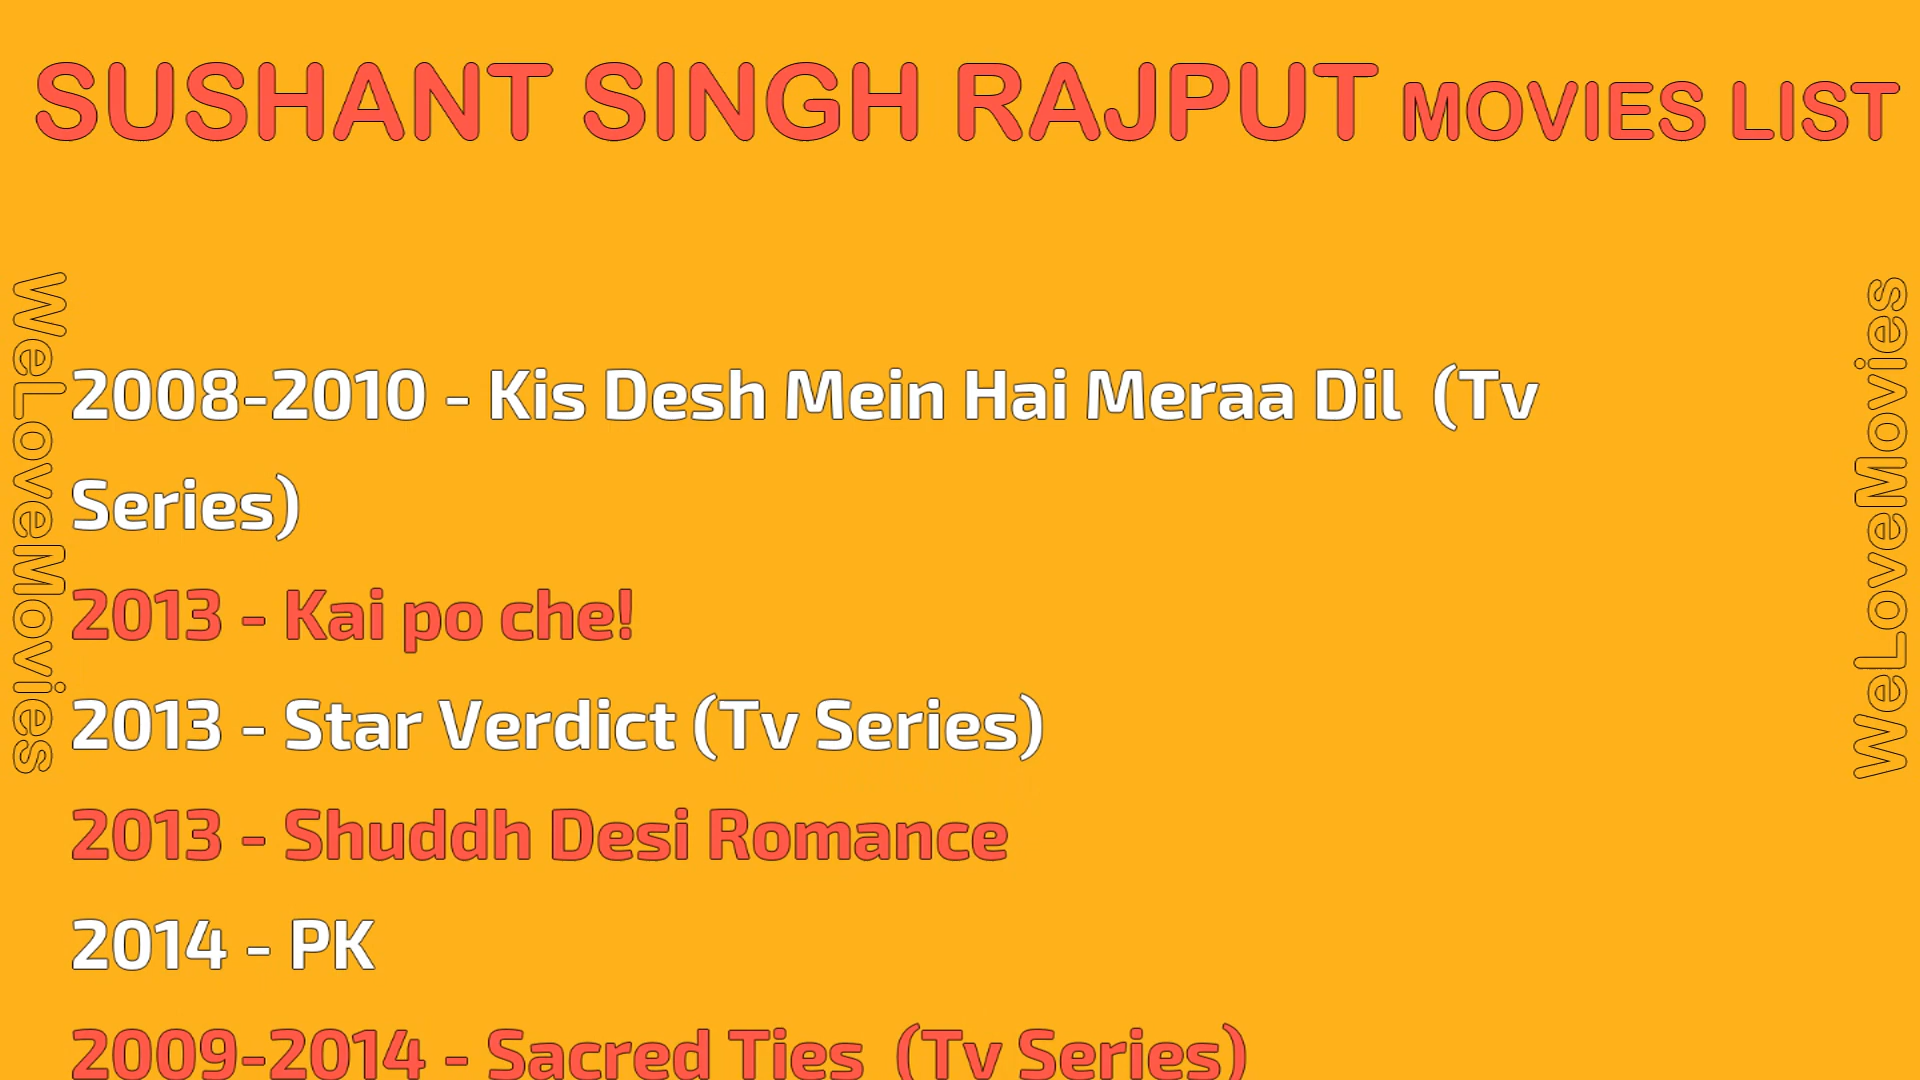 SUSHANT SINGH RAJPUT MOVIES LIST
WeLoveMovies
WeLoveMovies
2008-2010 - Kis Desh Mein Hai Meraa Dil (Tv
Series)
2013 - Kai po che!
2013 - Star Verdict (Tv Series)
2013 - Shuddh Desi Romance
2014 - PK
2009-2014 - Sacred Ties (Tv Series)